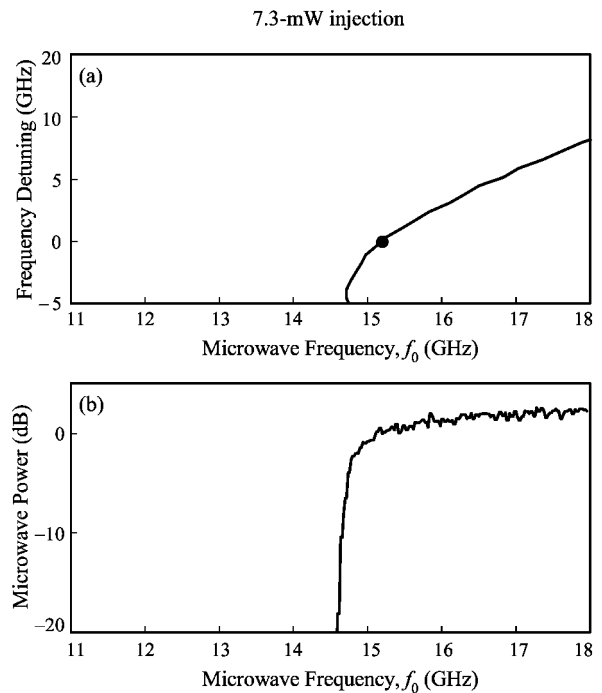 7.3-mW injection
(a)
Frequency Detuning (GHz)
20
10
5
0
−5
11 12 13 14 15 16 17 18
Microwave Frequency, f0 (GHz)
(b)
Microwave Power (dB)
0
−10
−20
11 12 13 14 15 16 17 18
Microwave Frequency, f0 (GHz)